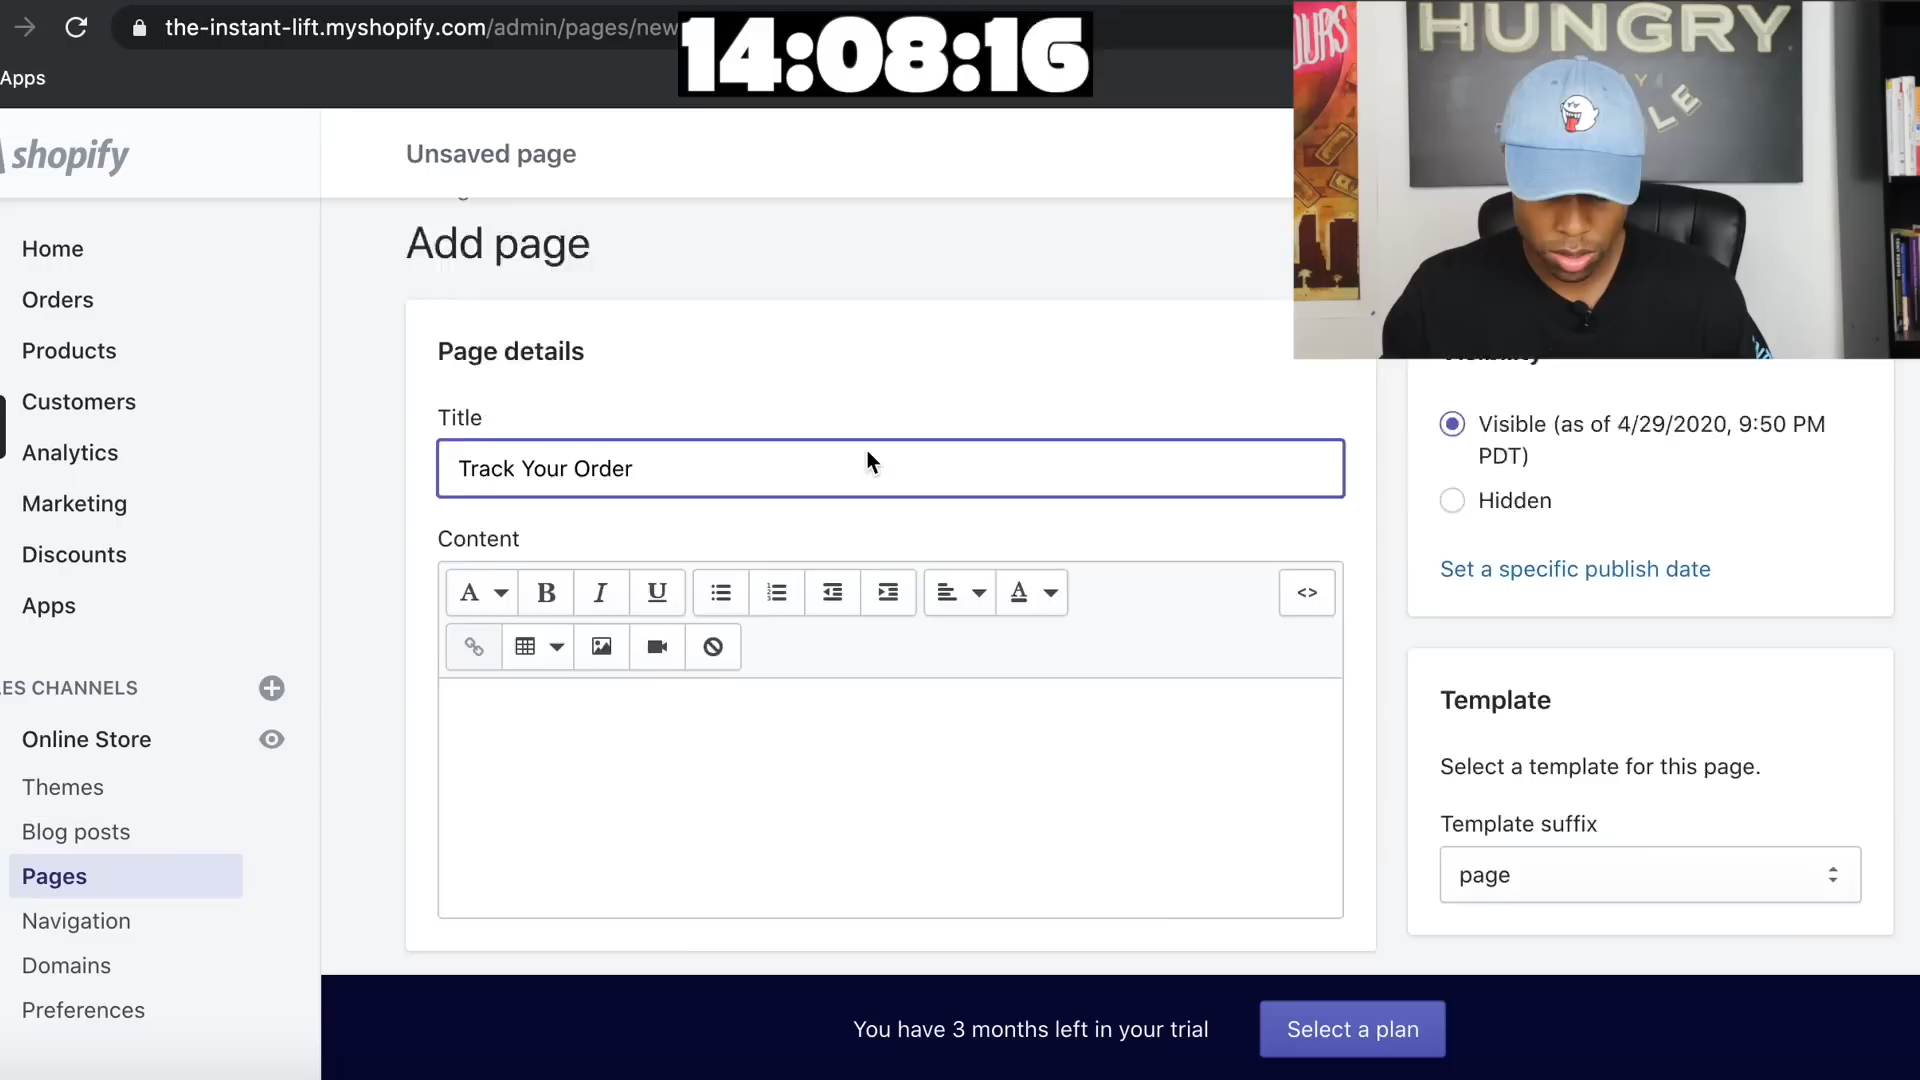 the-instant-lift.myshopify.com/admin/pages/new
14:08:16
HUNGRY
Apps
shopify
Unsaved page
Home
Orders
Products
Customers
Analytics
Marketing
Discounts
Apps
ES CHANNELS
Online Store
Themes
Blog posts
Pages
Navigation
Domains
Preferences
Add page
Page details
Title
Track Your Order
Content
A B I U A <>
Visible (as of 4/29/2020, 9:50 PM
PDT)
Hidden
Set a specific publish date
Template
Select a template for this page.
Template suffix
page
You have 3 months left in your trial
Select a plan